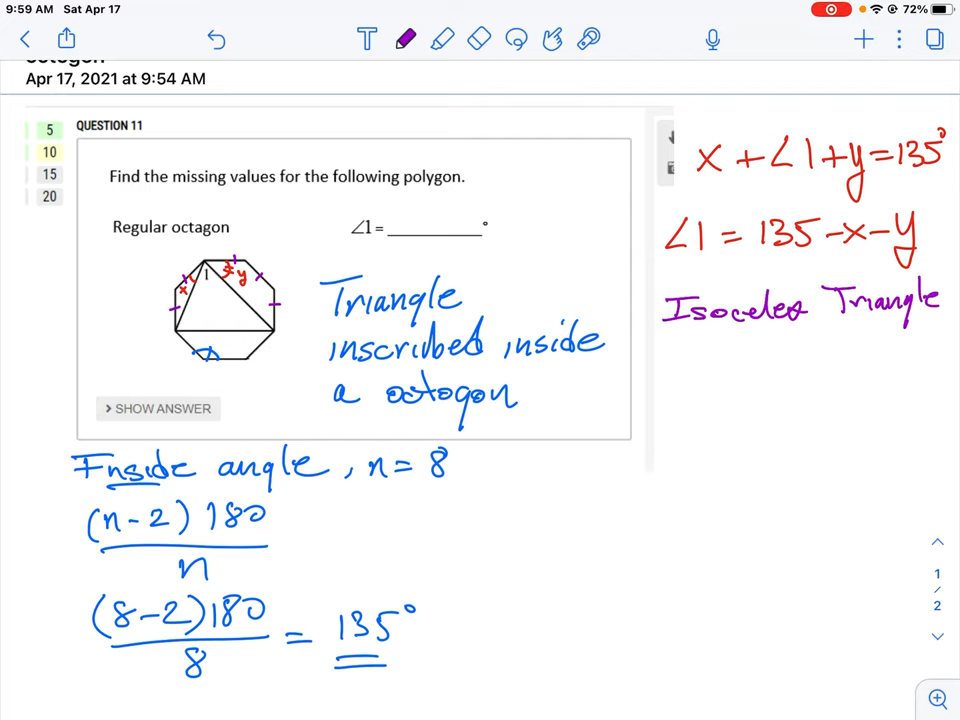 9:59 AM Sat Apr 17
72%
octogon
Apr 17, 2021 at 9:54 AM
5
10
15
20
QUESTION 11
Find the missing values for the following polygon.
Regular octagon ∠1 = ________ °
x 1 y
Triangle
inscribed inside
a octogon
> SHOW ANSWER
Inside angle, n = 8
(n-2) 180
n
(8-2)180
8
= 135°
x + ∠1 + y = 135°
∠1 = 135 - x - y
Isoceles Triangle
1
/
2